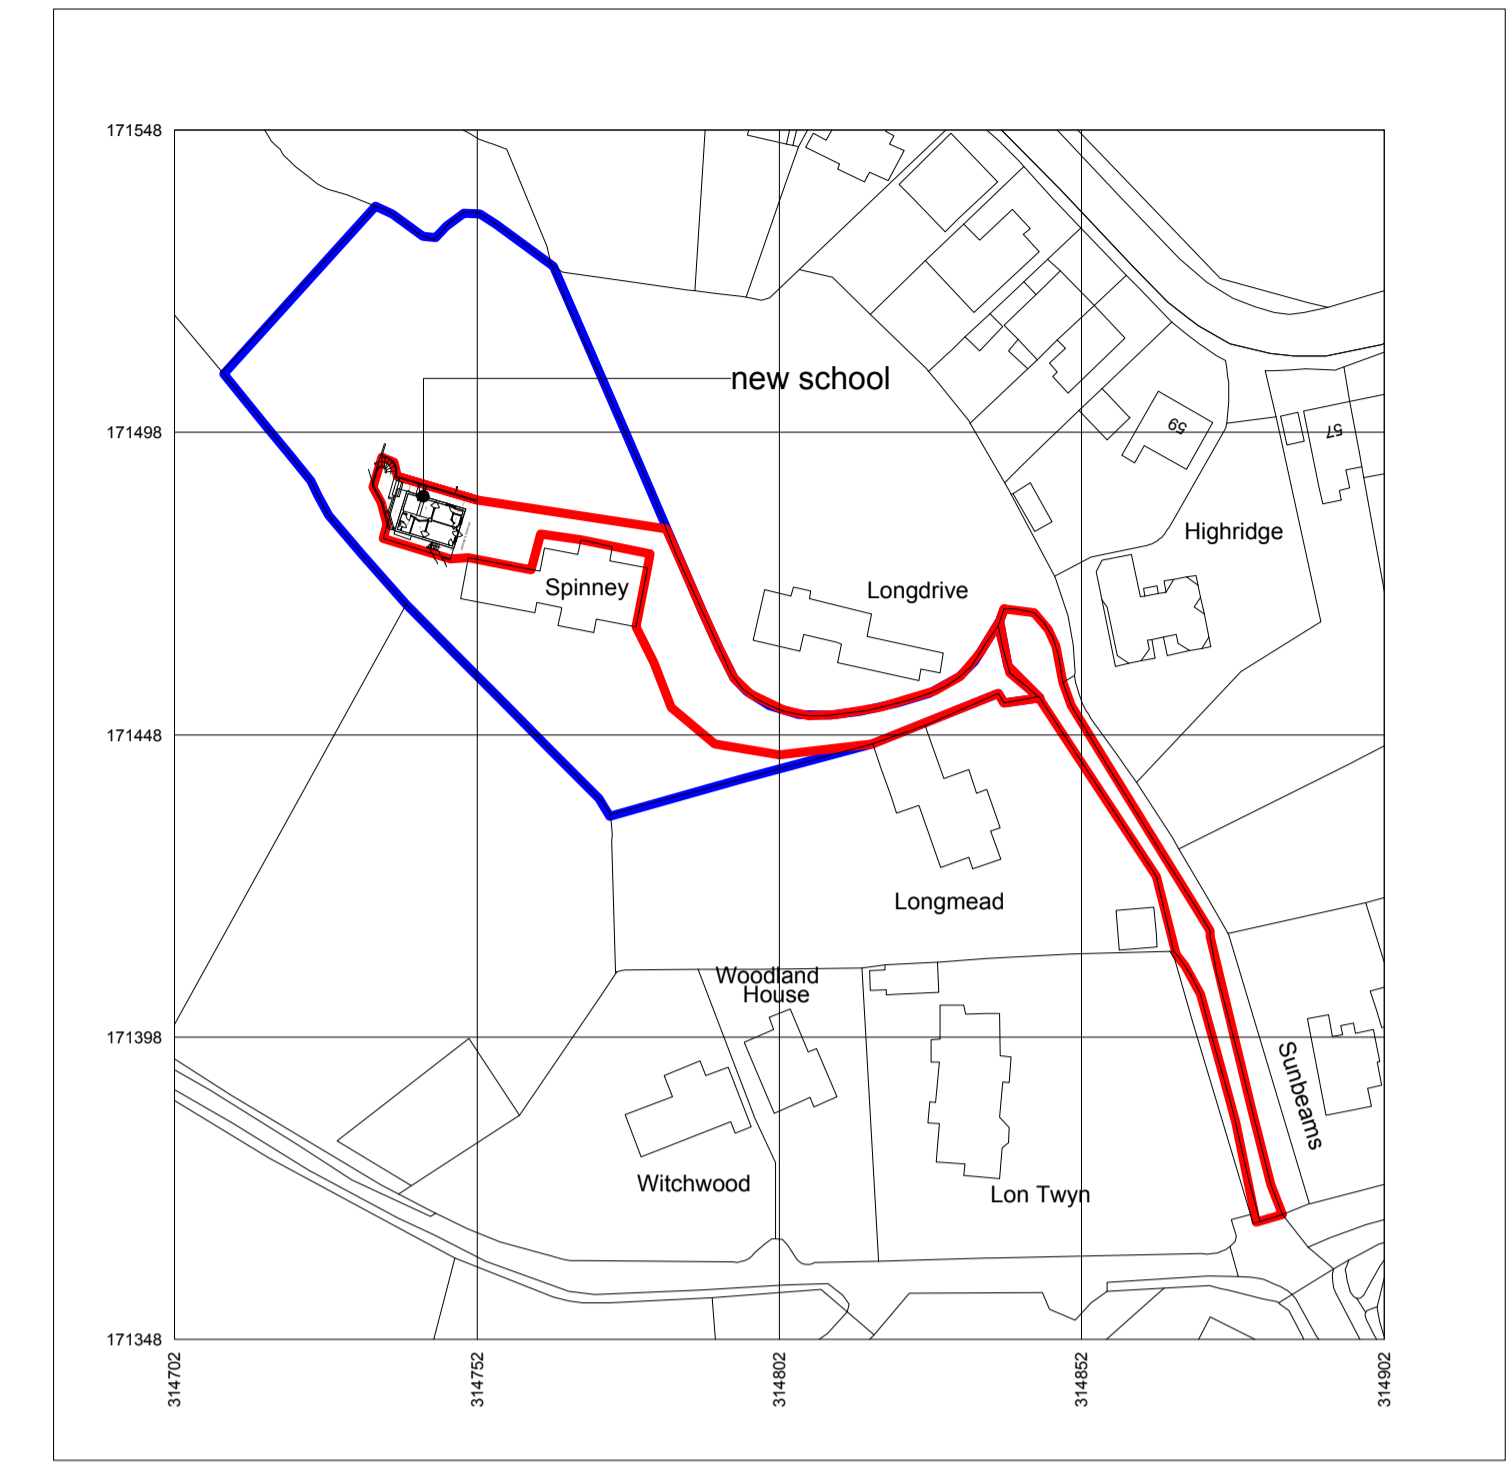 171548
new school
171498
59
57
Highridge
Spinney
Longdrive
171448
Longmead
Woodland
House
171398
Sunbeams
Witchwood
Lon Twyn
171348
314702
314752
314802
314852
314902